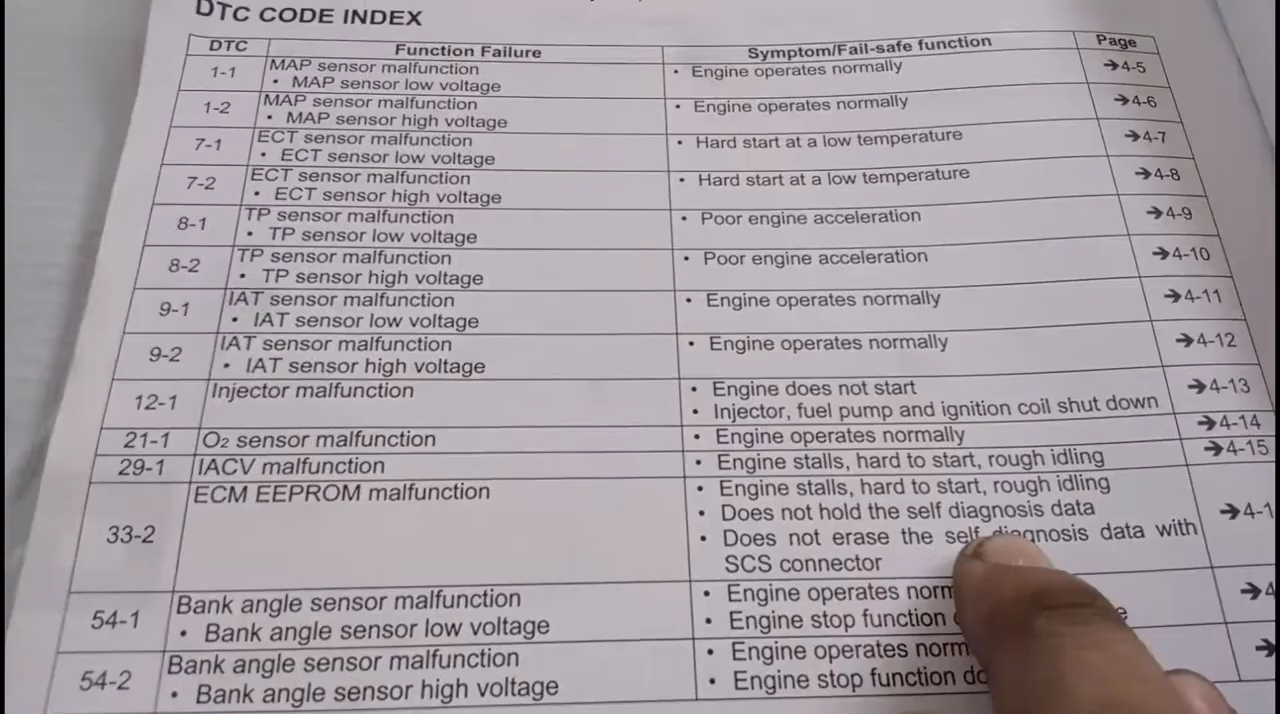 DTC CODE INDEX
DTC Function Failure Symptom/Fail-safe function Page
1-1 MAP sensor malfunction • Engine operates normally ➔4-5
• MAP sensor low voltage
1-2 MAP sensor malfunction • Engine operates normally ➔4-6
• MAP sensor high voltage
7-1 ECT sensor malfunction • Hard start at a low temperature ➔4-7
• ECT sensor low voltage
7-2 ECT sensor malfunction • Hard start at a low temperature ➔4-8
• ECT sensor high voltage
8-1 TP sensor malfunction • Poor engine acceleration ➔4-9
• TP sensor low voltage
8-2 TP sensor malfunction • Poor engine acceleration ➔4-10
• TP sensor high voltage
9-1 IAT sensor malfunction • Engine operates normally ➔4-11
• IAT sensor low voltage
9-2 IAT sensor malfunction • Engine operates normally ➔4-12
• IAT sensor high voltage
12-1 Injector malfunction • Engine does not start ➔4-13
• Injector, fuel pump and ignition coil shut down
21-1 O2 sensor malfunction • Engine operates normally ➔4-14
29-1 IACV malfunction • Engine stalls, hard to start, rough idling ➔4-15
33-2 ECM EEPROM malfunction • Engine stalls, hard to start, rough idling
• Does not hold the self diagnosis data ➔4-1
• Does not erase the self diagnosis data with
SCS connector
54-1 Bank angle sensor malfunction • Engine operates ➔4
• Bank angle sensor low voltage • Engine stop function
54-2 Bank angle sensor malfunction • Engine operates ➔
• Bank angle sensor high voltage • Engine stop function